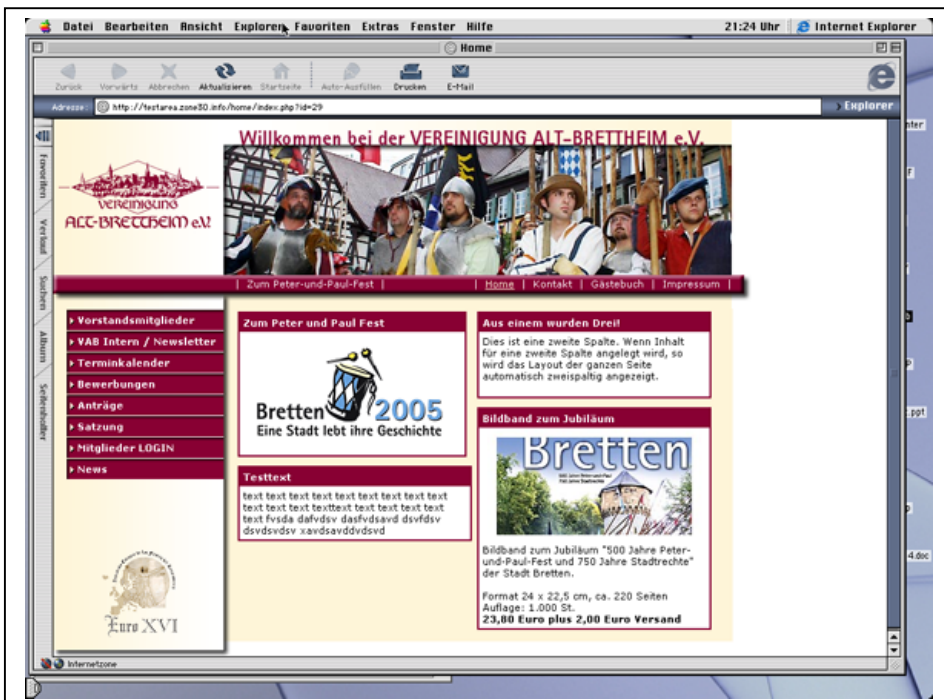 Datei Bearbeiten Ansicht Explorer Favoriten Extras Fenster Hilfe 21:24 Uhr Internet Explorer
Home
Zurück Vorwärts Abbrechen Aktualisieren Startseite Auto-Ausfüllen Drucken E-Mail
Adresse: http://testarea.zone30.info/home/index.php?id=29 Explorer
Favoriten
Verlauf
Suchen
Album
Seitenhalter
Willkommen bei der VEREINIGUNG ALT-BRETTHEIM e.V.
VEREINIGUNG
ALT-BRETTHEIM e.V.
| Zum Peter-und-Paul-Fest | | Home | Kontakt | Gästebuch | Impressum |
Vorstandsmitglieder
VAB Intern / Newsletter
Terminkalender
Bewerbungen
Anträge
Satzung
Mitglieder LOGIN
News
Euro XVI
Zum Peter und Paul Fest
Bretten 2005
Eine Stadt lebt ihre Geschichte
Testtext
text text text text text text text text text
text text text texttext text text text text
text fvsda dafvdsv dasfvdsavd dsvfdsv
dsvdsvdsv xavdsavddvdsvd
Aus einem wurden Drei!
Dies ist eine zweite Spalte. Wenn Inhalt
für eine zweite Spalte angelegt wird, so
wird das Layout der ganzen Seite
automatisch zweispaltig angezeigt.
Bildband zum Jubiläum
Bretten
Bildband zum Jubiläum "500 Jahre Peter-
und-Paul-Fest und 750 Jahre Stadtrechte"
der Stadt Bretten.
Format 24 x 22,5 cm, ca. 220 Seiten
Auflage: 1.000 St.
23,80 Euro plus 2,00 Euro Versand
Internetzone